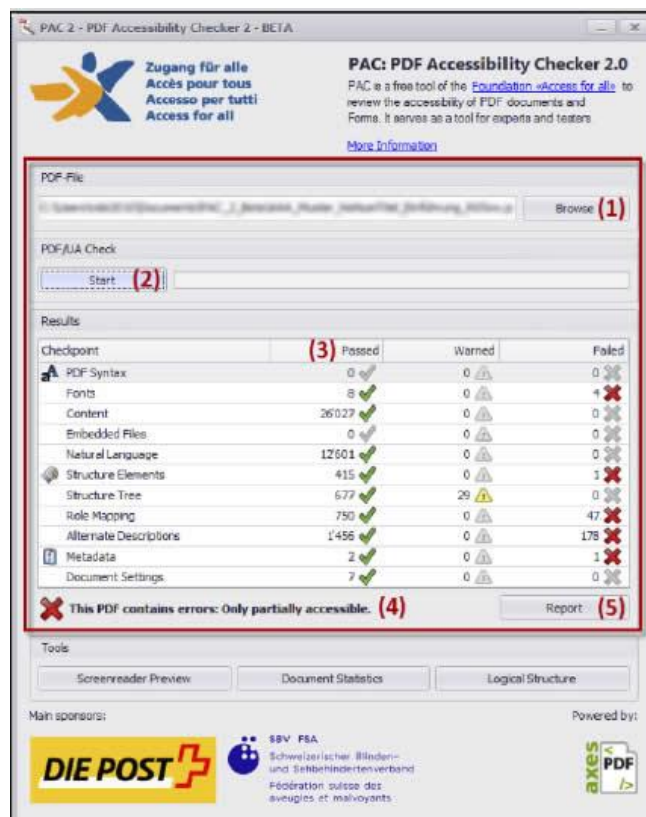 PAC 2 - PDF Accessibility Checker 2 - BETA
Zugang für alle
Accès pour tous
Accesso per tutti
Access for all
PAC: PDF Accessibility Checker 2.0
PAC is a free tool of the Foundation «Access for all» to
review the accessibility of PDF documents and
Forms. It serves as a tool for experts and testers
More Information
PDF-File
Browse (1)
PDF/UA Check
Start (2)
Results
Checkpoint (3) Passed Warned Failed
PDF Syntax 0 0 0
Fonts 8 0 4
Content 26'027 0 0
Embedded Files 0 0 0
Natural Language 12'601 0 0
Structure Elements 415 0 1
Structure Tree 677 29 0
Role Mapping 750 0 47
Alternate Descriptions 1'456 0 178
Metadata 2 0 1
Document Settings 7 0 0
This PDF contains errors: Only partially accessible. (4)
Report (5)
Tools
Screenreader Preview Document Statistics Logical Structure
Main sponsors: Powered by:
DIE POST
SBV FSA
Schweizerischer Blinden-
und Sehbehindertenverband
Fédération suisse des
aveugles et malvoyants
axes
PDF